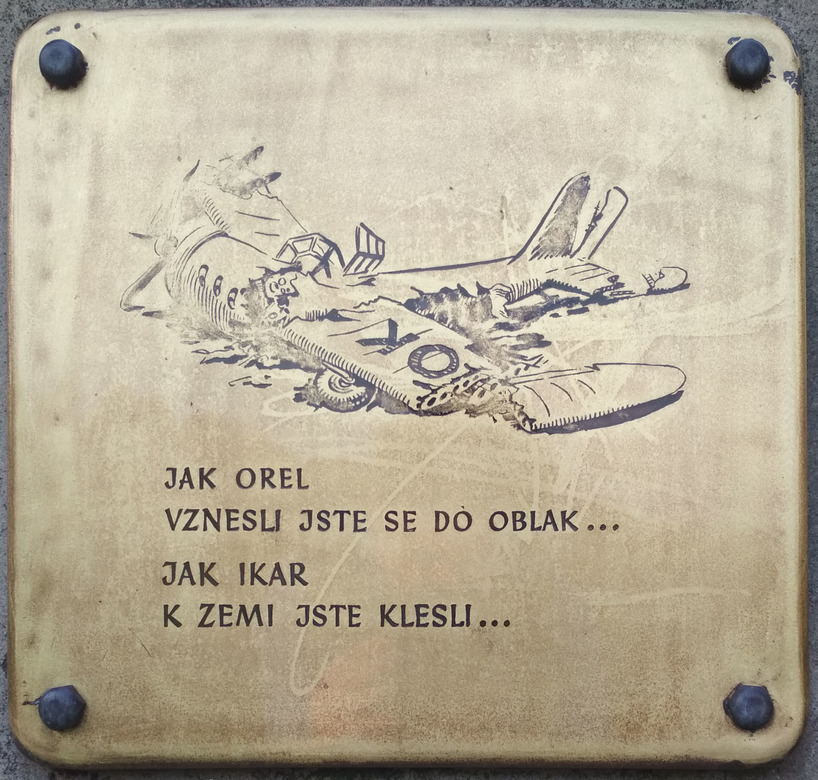 JAK OREL
VZNESLI JSTE SE DO OBLAK...
JAK IKAR
K ZEMI JSTE KLESLI...